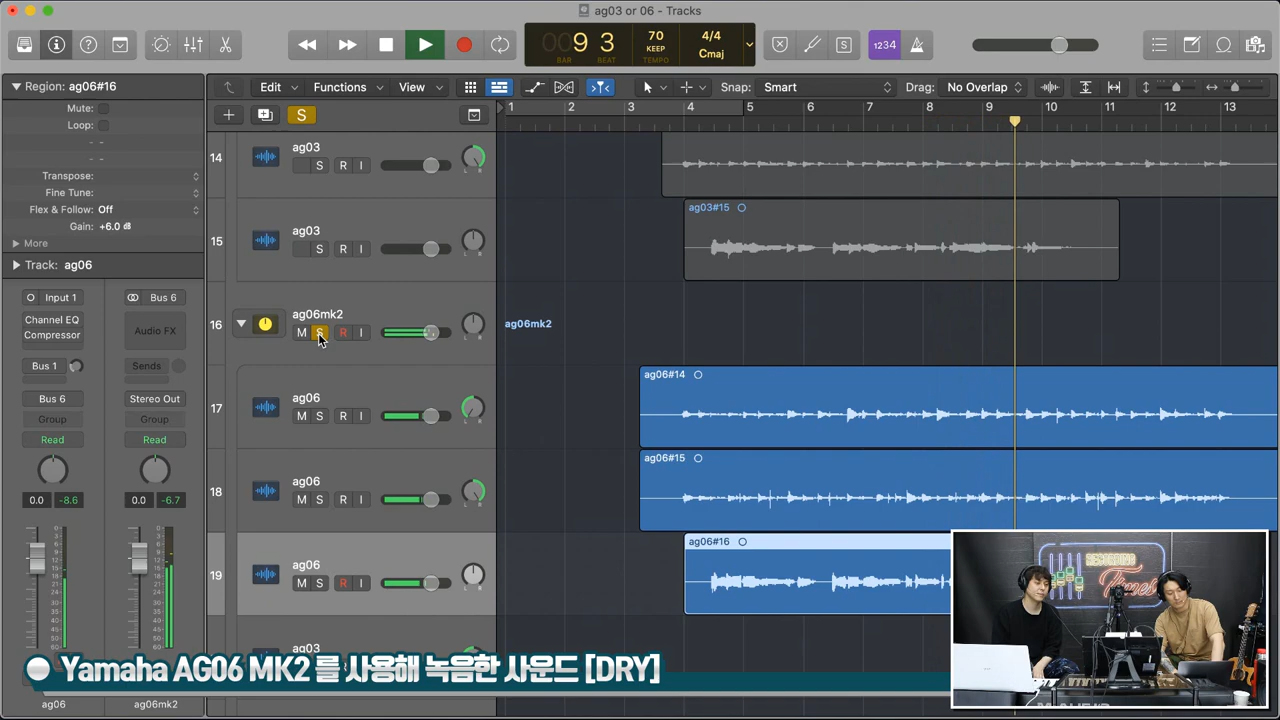 ag03 or 06 - Tracks
009 3
BAR BEAT
70
KEEP
TEMPO
4/4
Cmaj
1234
Region: ag06#16
Mute:
Loop:
Transpose:
Fine Tune:
Flex & Follow: Off
Gain: +6.0 dB
More
Track: ag06
Input 1
Channel EQ
Compressor
Bus 1
Bus 6
Group
Read
0.0 -8.6
ag06
Bus 6
Audio FX
Sends
Stereo Out
Group
Read
0.0 -6.7
ag06mk2
Edit Functions View Snap: Smart Drag: No Overlap
S
1 2 3 4 5 6 7 8 9 10 11 12 13
14 ag03
S R I
15 ag03
S R I
ag03#15
16 ag06mk2
M S R I
ag06mk2
17 ag06
M S R I
ag06#14
18 ag06
M S R I
ag06#15
19 ag06
M S R I
ag06#16
ag03
RECORDING
Times
Yamaha AG06 MK2 를 사용해 녹음한 사운드 [DRY]